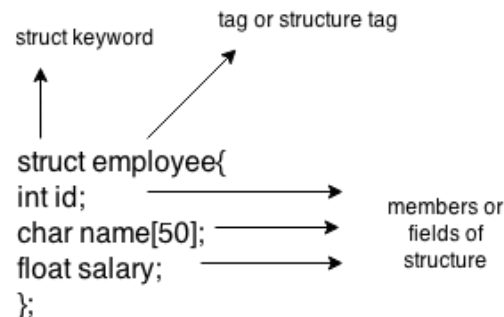 tag or structure tag
struct keyword
struct employee{
int id;
char name[50];
float salary;
};
members or
fields of
structure